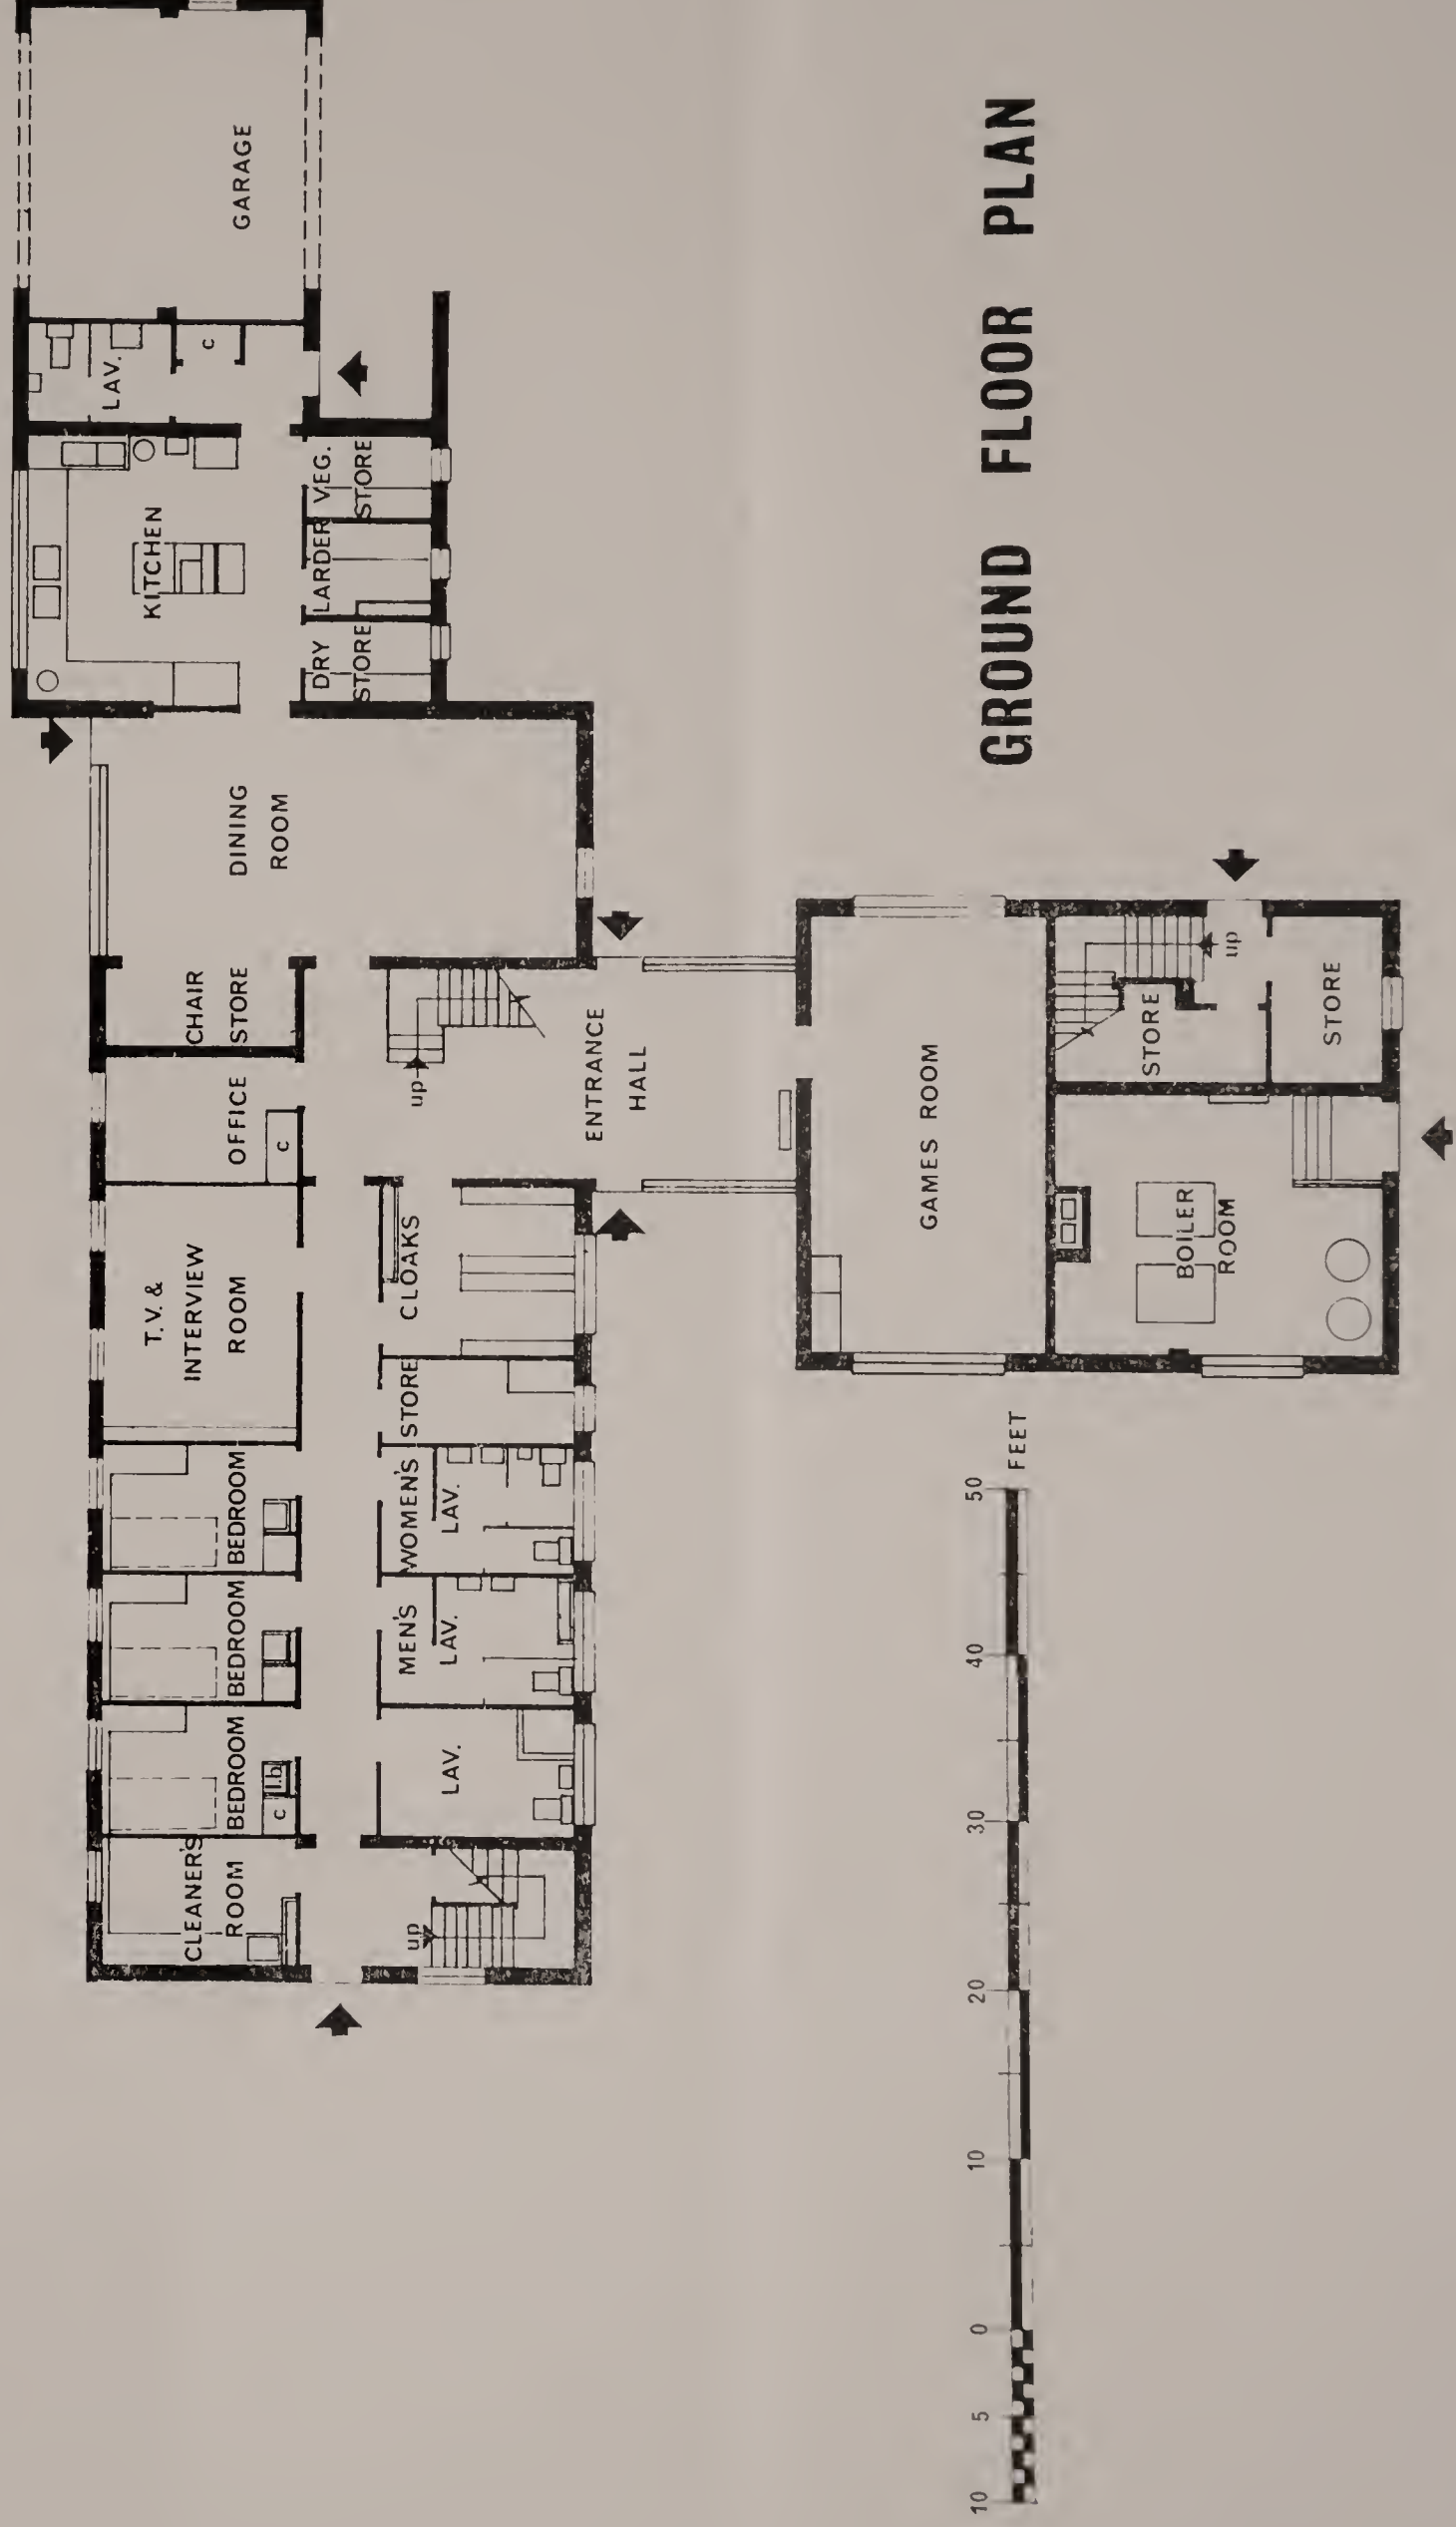 CLEANER'S
ROOM
BEDROOM
c
l.b
BEDROOM
BEDROOM
T.V. &
INTERVIEW
ROOM
OFFICE
c
CHAIR
STORE
DINING
ROOM
KITCHEN
LAV.
c
GARAGE
DRY
STORE
LARDER
VEG.
STORE
up
LAV.
MEN'S
LAV.
WOMEN'S
LAV.
STORE
CLOAKS
up
ENTRANCE
HALL
GAMES ROOM
BOILER
ROOM
STORE
up
STORE
GROUND FLOOR PLAN
10 5 0 10 20 30 40 50
FEET